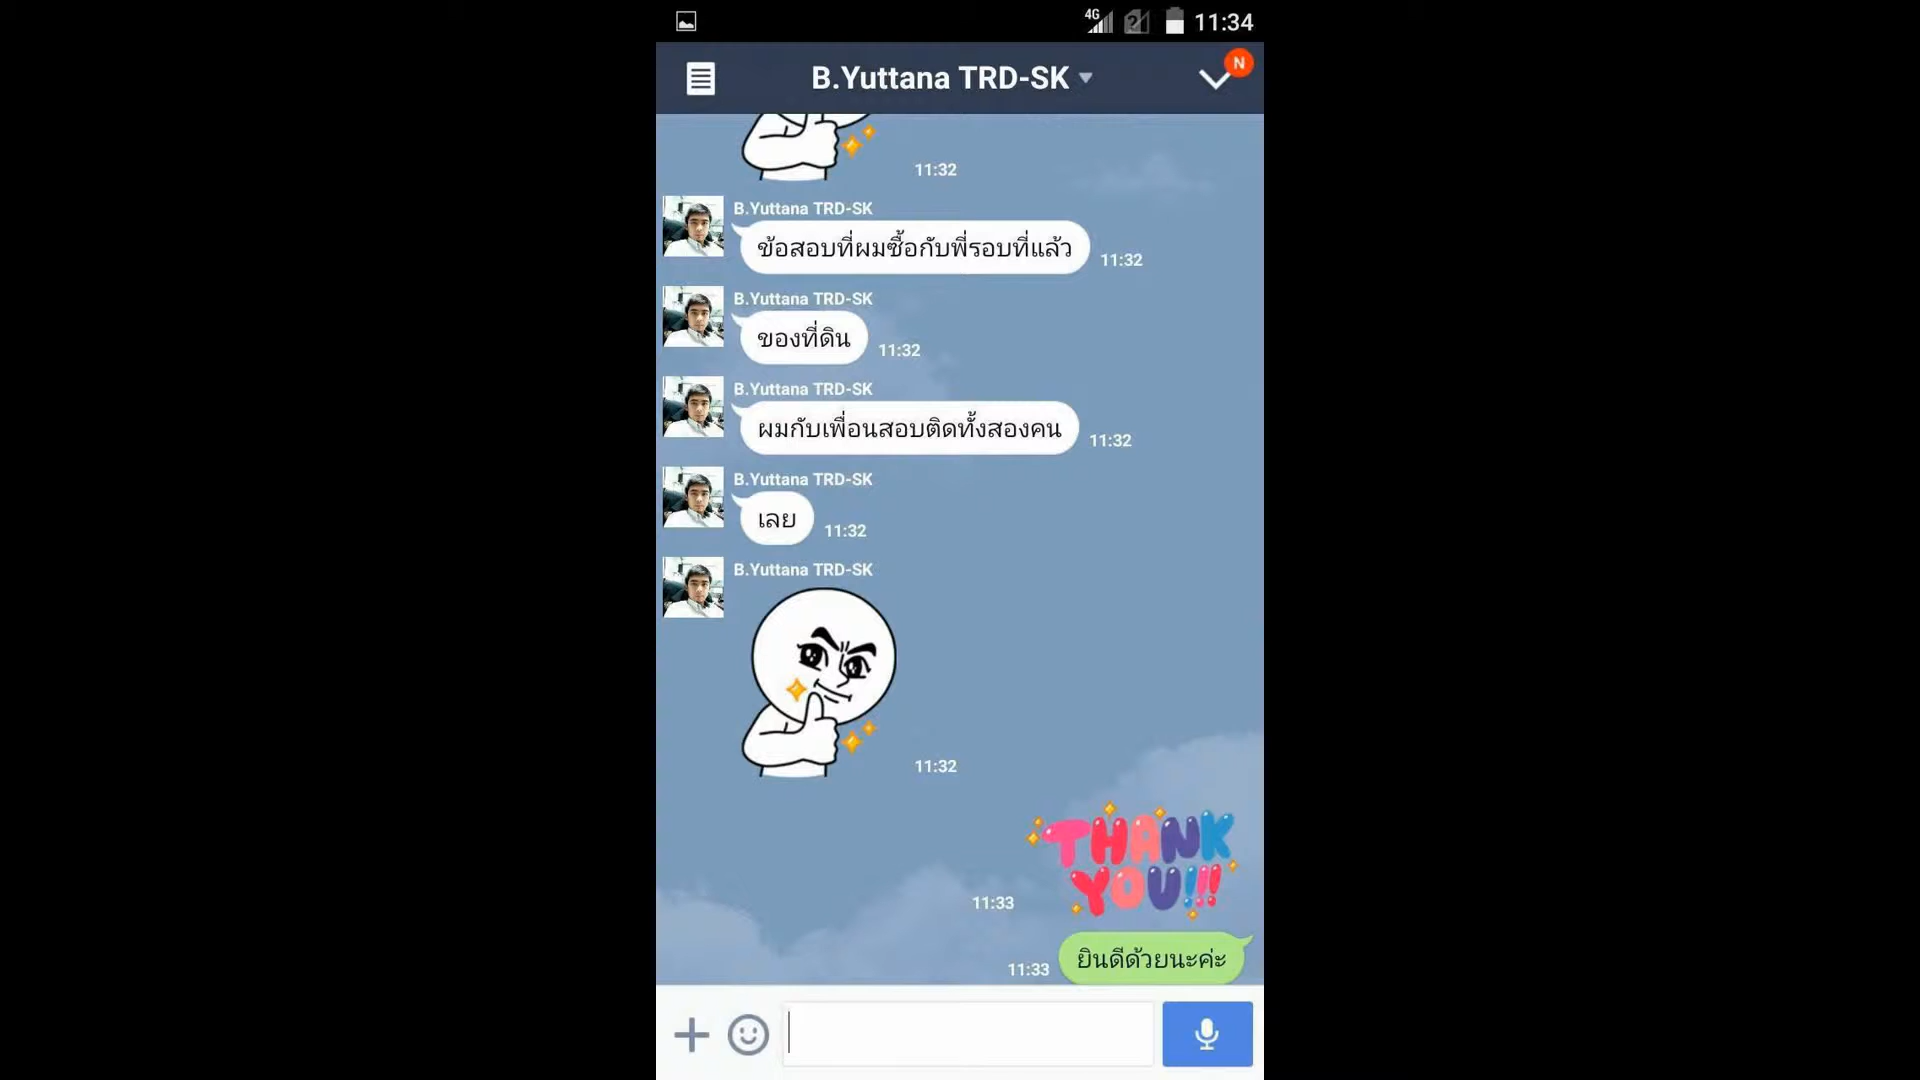 4G 11:34
B.Yuttana TRD-SK
N
11:32
B.Yuttana TRD-SK
ข้อสอบที่ผมซื้อกับพี่รอบที่แล้ว
11:32
B.Yuttana TRD-SK
ของที่ดิน
11:32
B.Yuttana TRD-SK
ผมกับเพื่อนสอบติดทั้งสองคน
11:32
B.Yuttana TRD-SK
เลย
11:32
B.Yuttana TRD-SK
11:32
THANK
YOU!!!
11:33
ยินดีด้วยนะค่ะ
11:33